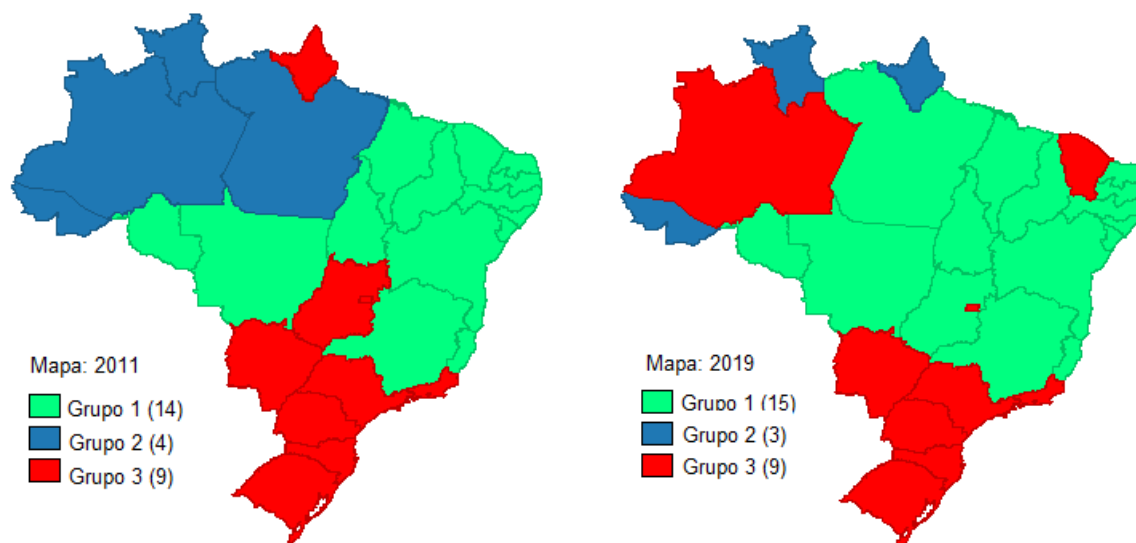 Mapa: 2011
Grupo 1 (14)
Grupo 2 (4)
Grupo 3 (9)
Mapa: 2019
Grupo 1 (15)
Grupo 2 (3)
Grupo 3 (9)